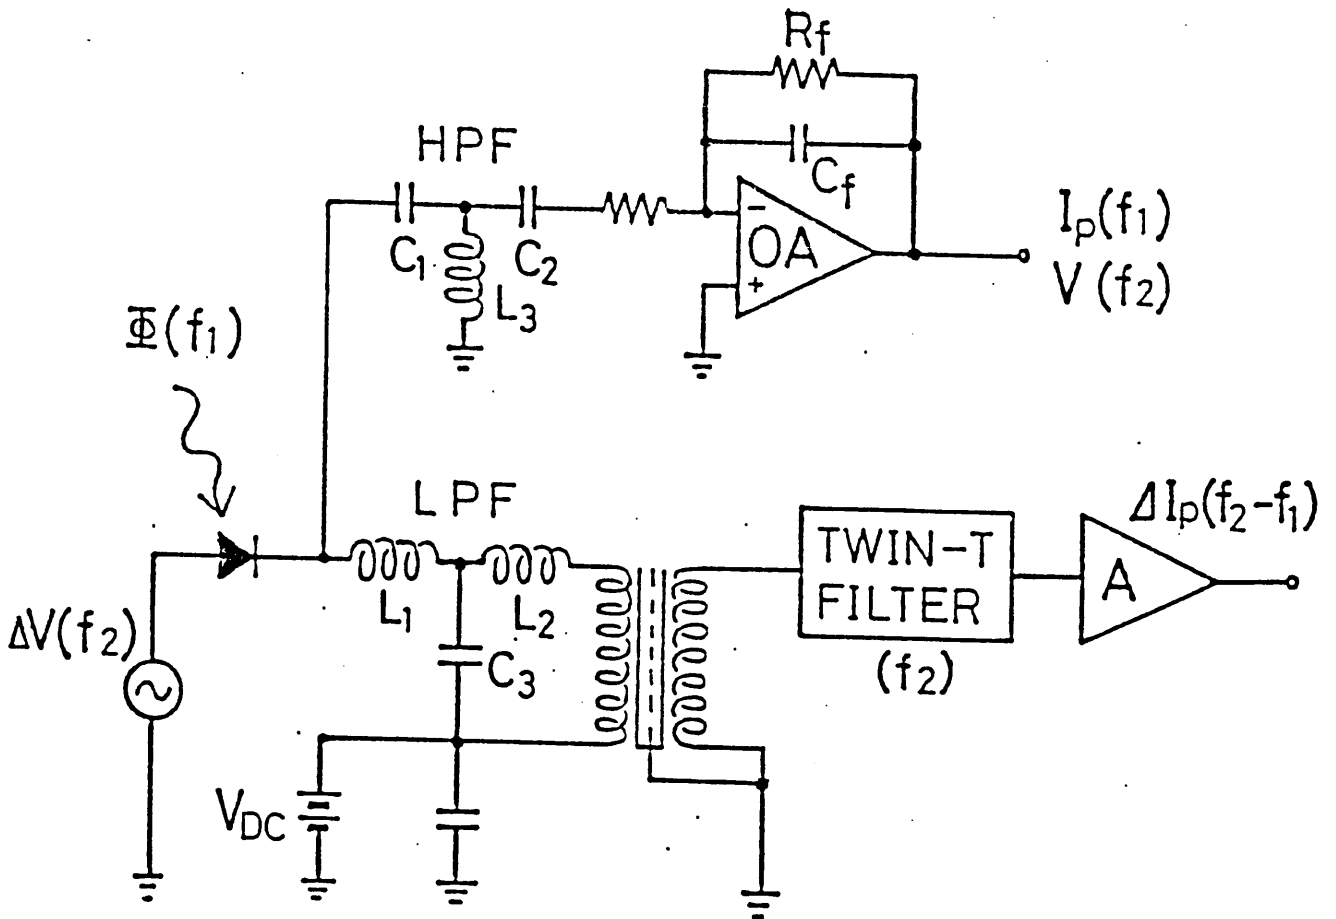 Rf
HPF
Cf
C1
C2
L3
OA
−
+
Ip(f1)
V(f2)
Φ(f1)
LPF
ΔIp(f2-f1)
TWIN-T
FILTER
(f2)
A
L1
L2
ΔV(f2)
C3
VDC